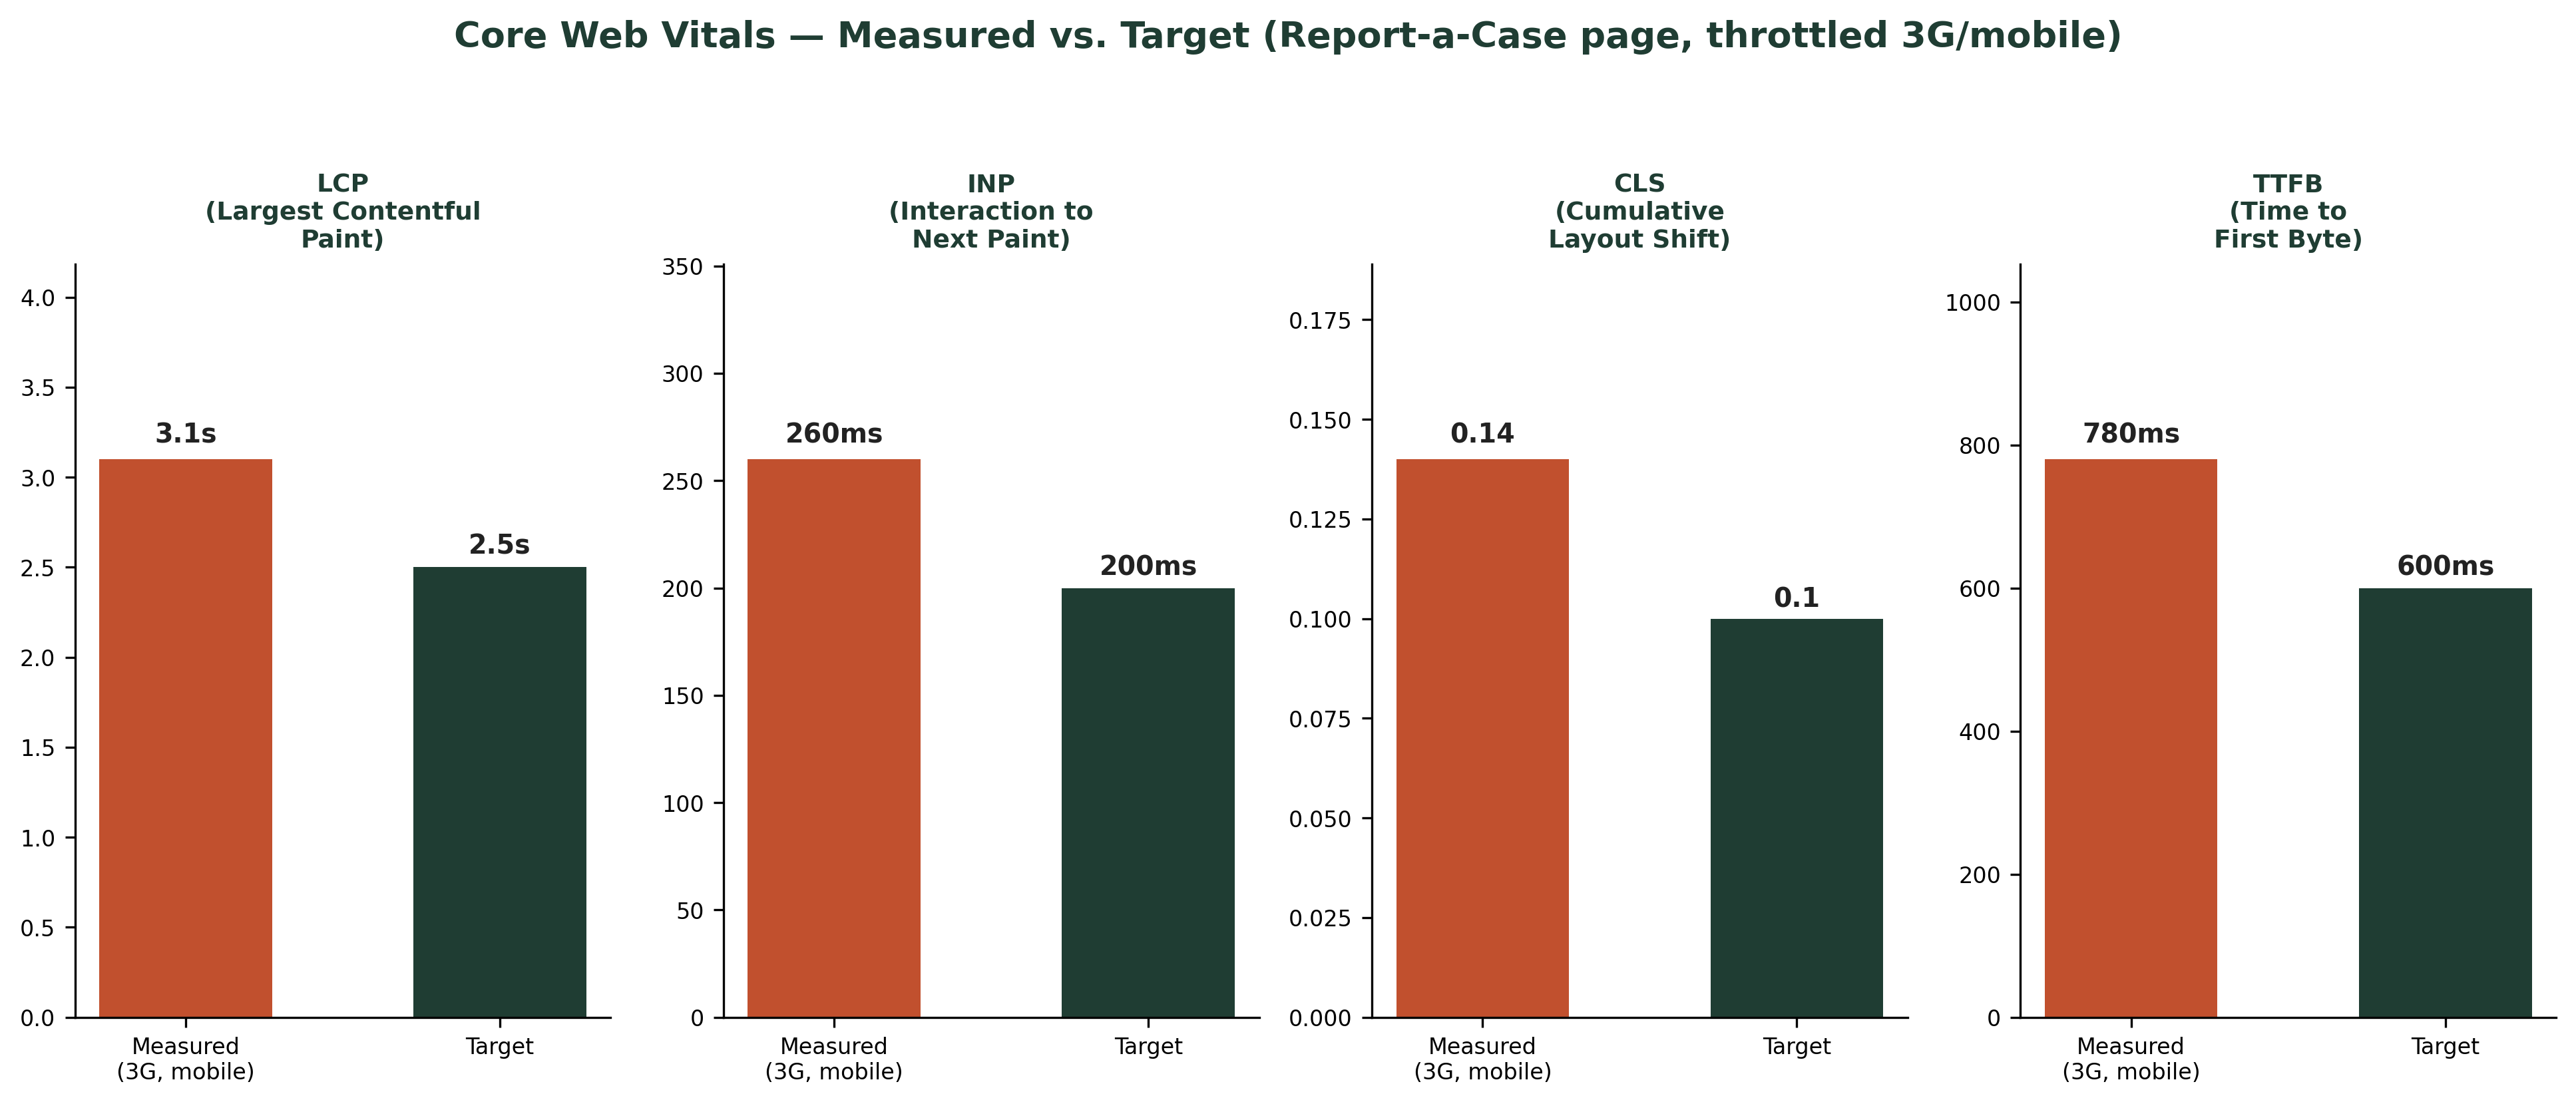 Core Web Vitals — Measured vs. Target (Report-a-Case page, throttled 3G/mobile)
LCP
(Largest Contentful
Paint)
4.0
3.5
3.0
2.5
2.0
1.5
1.0
0.5
0.0
3.1s
2.5s
Measured
(3G, mobile)
Target
INP
(Interaction to
Next Paint)
350
300
250
200
150
100
50
0
260ms
200ms
Measured
(3G, mobile)
Target
CLS
(Cumulative
Layout Shift)
0.175
0.150
0.125
0.100
0.075
0.050
0.025
0.000
0.14
0.1
Measured
(3G, mobile)
Target
TTFB
(Time to
First Byte)
1000
800
600
400
200
0
780ms
600ms
Measured
(3G, mobile)
Target